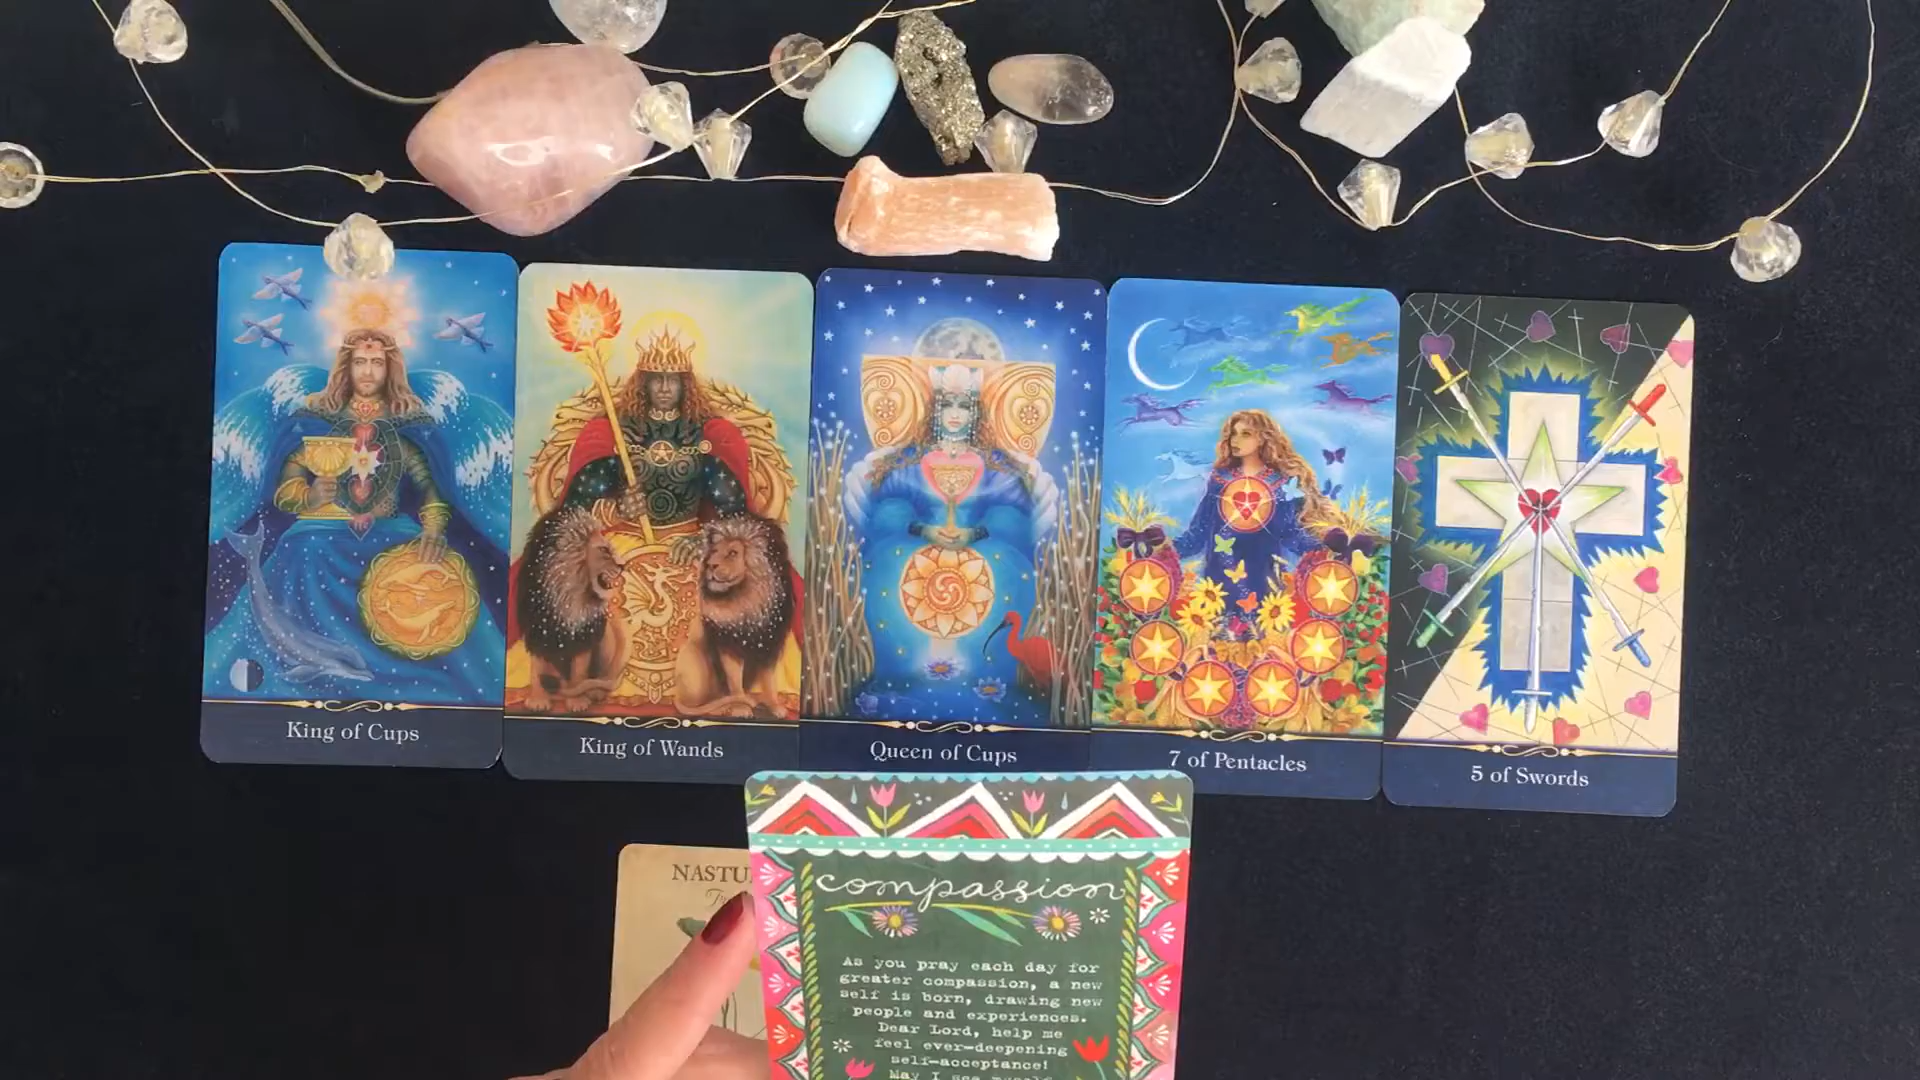 King of Cups
King of Wands
Queen of Cups
7 of Pentacles
5 of Swords
compassion
As you pray each day for
greater compassion, a new
self is born, drawing new
people and experiences.
Dear Lord, help me
feel ever-deepening
self-acceptance!
May I see